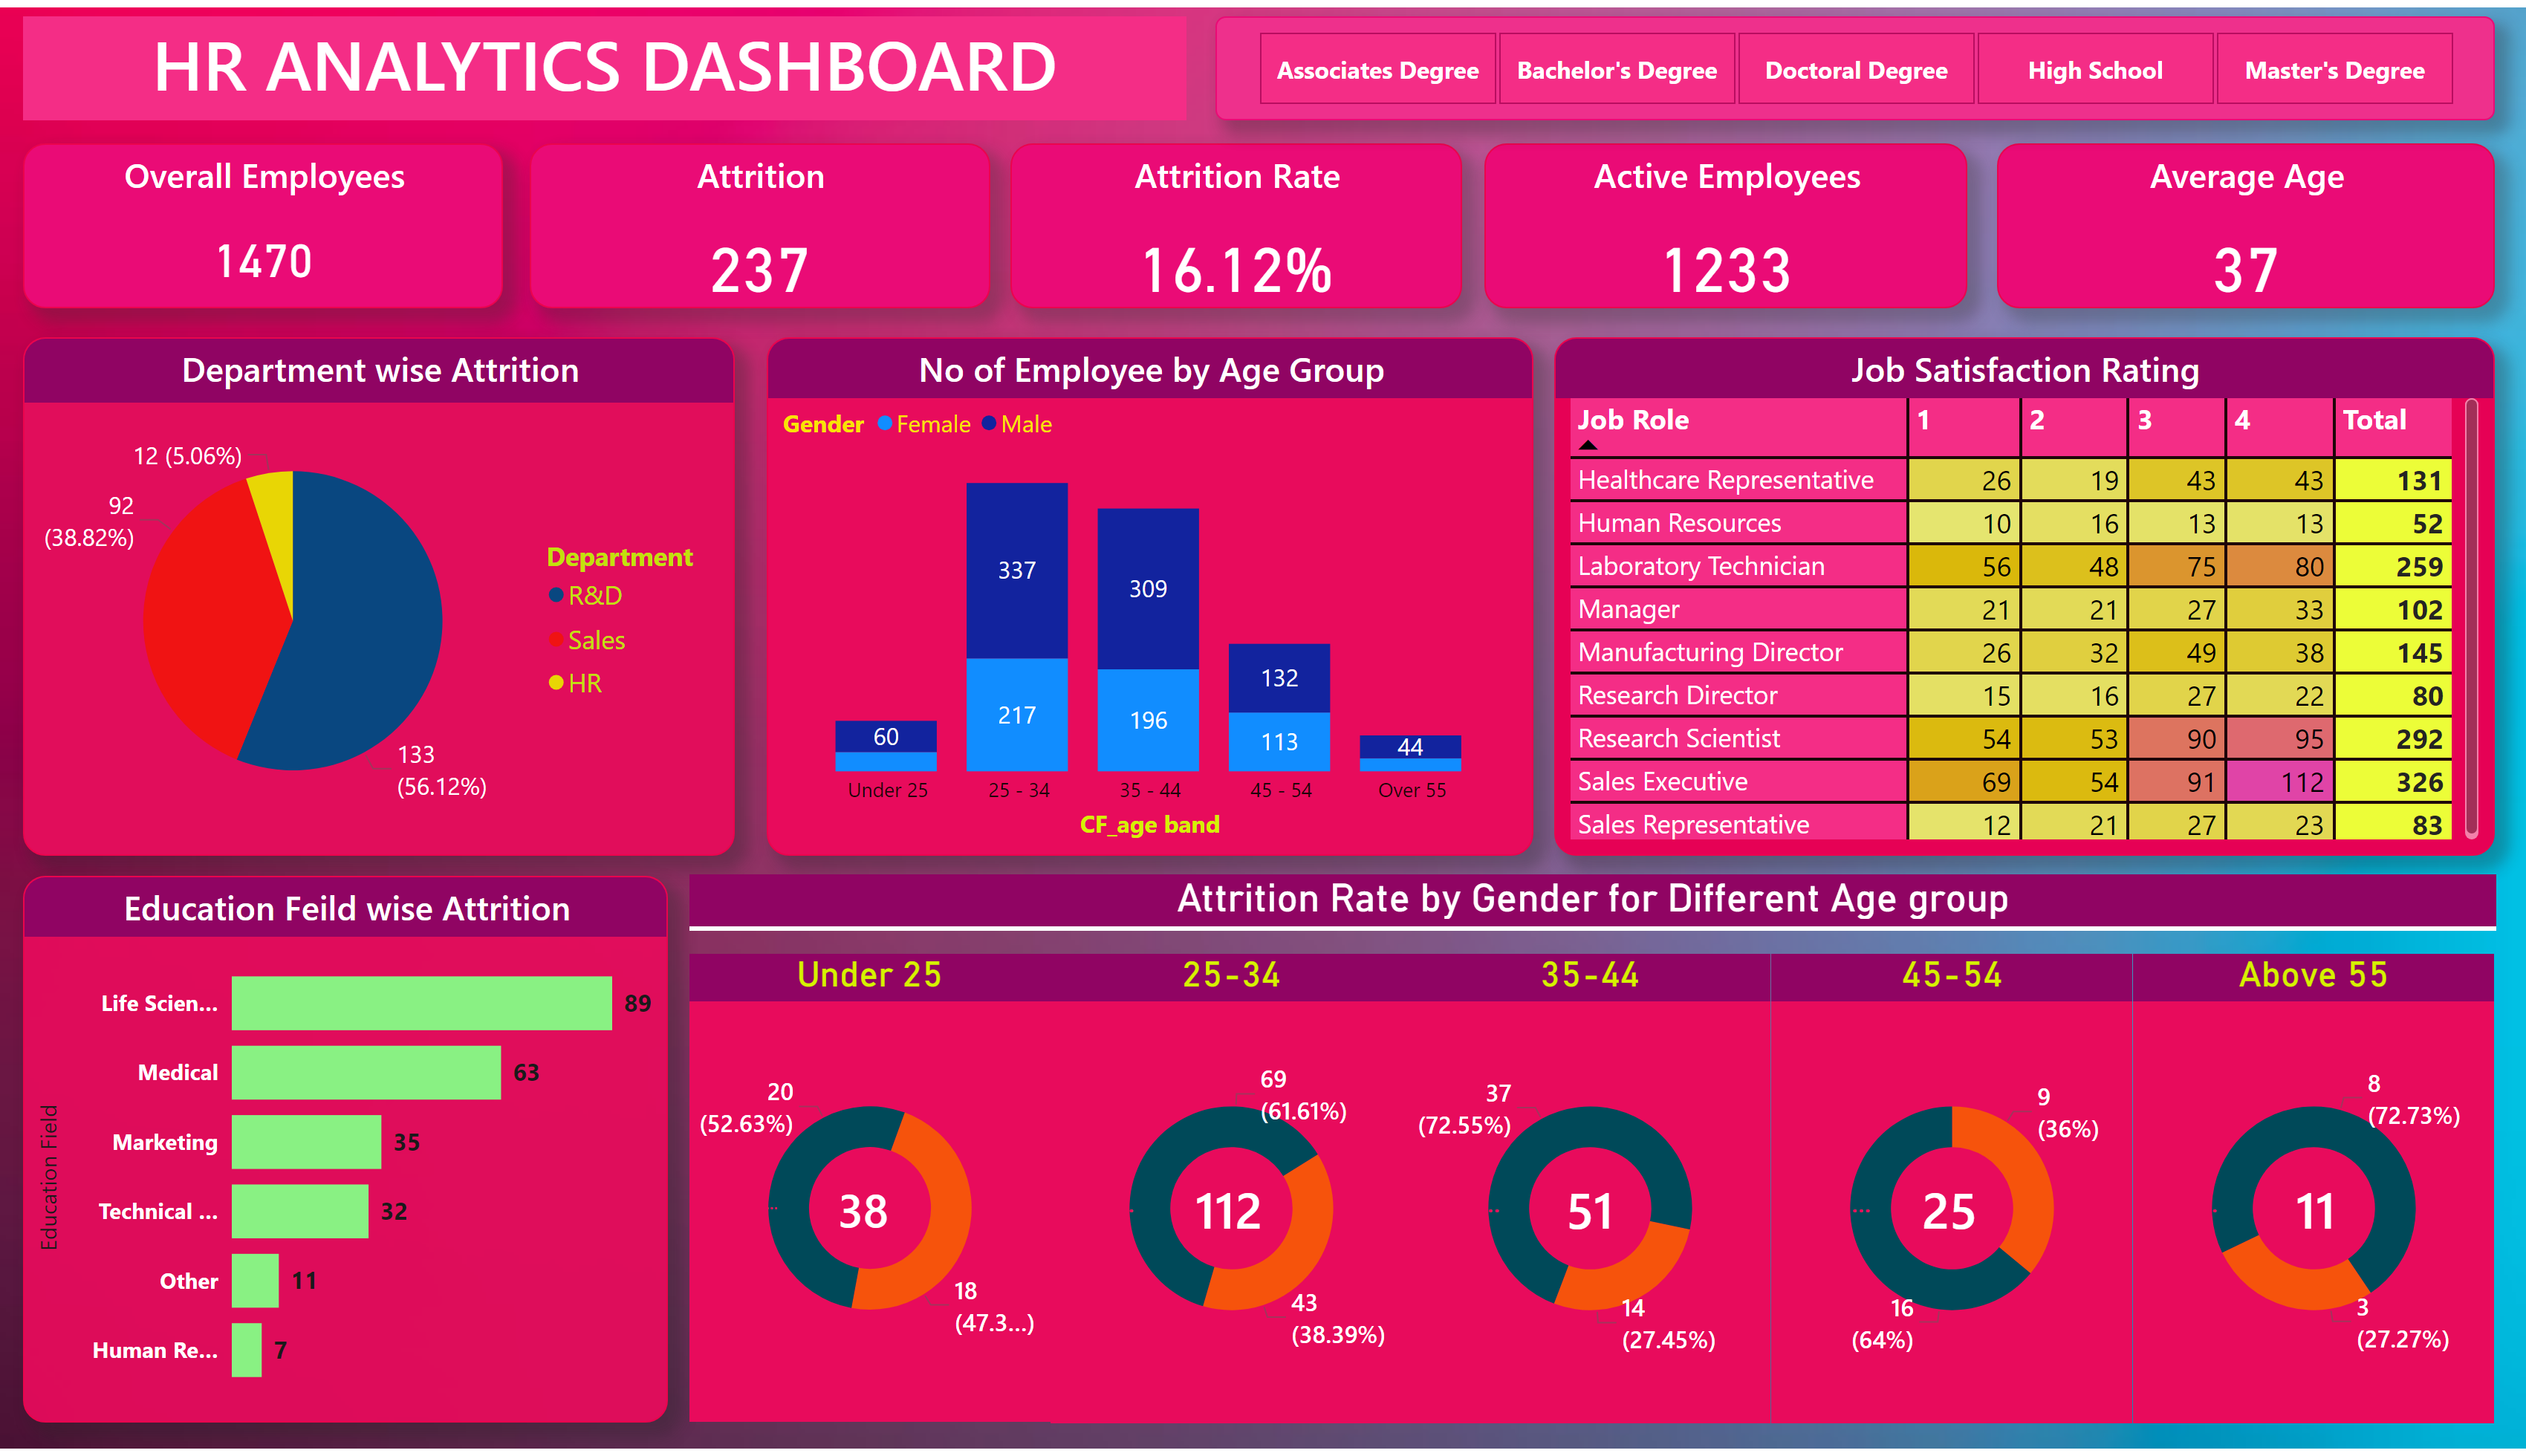 HR ANALYTICS DASHBOARD
Associates Degree Bachelor's Degree Doctoral Degree High School Master's Degree
Overall Employees
1470
Attrition
237
Attrition Rate
16.12%
Active Employees
1233
Average Age
37
Department wise Attrition
12 (5.06%)
92
(38.82%)
133
(56.12%)
Department
R&D
Sales
HR
No of Employee by Age Group
Gender Female Male
60
337
217
309
196
132
113
44
Under 25 25 - 34 35 - 44 45 - 54 Over 55
CF_age band
Job Satisfaction Rating
Job Role 1 2 3 4 Total
Healthcare Representative 26 19 43 43 131
Human Resources 10 16 13 13 52
Laboratory Technician 56 48 75 80 259
Manager 21 21 27 33 102
Manufacturing Director 26 32 49 38 145
Research Director 15 16 27 22 80
Research Scientist 54 53 90 95 292
Sales Executive 69 54 91 112 326
Sales Representative 12 21 27 23 83
Education Feild wise Attrition
Education Field
Life Scien... 89
Medical 63
Marketing 35
Technical ... 32
Other 11
Human Re... 7
Attrition Rate by Gender for Different Age group
Under 25
20
(52.63%)
38
18
(47.3...)
25-34
69
(61.61%)
112
43
(38.39%)
35-44
37
(72.55%)
51
14
(27.45%)
45-54
9
(36%)
25
16
(64%)
Above 55
8
(72.73%)
11
3
(27.27%)